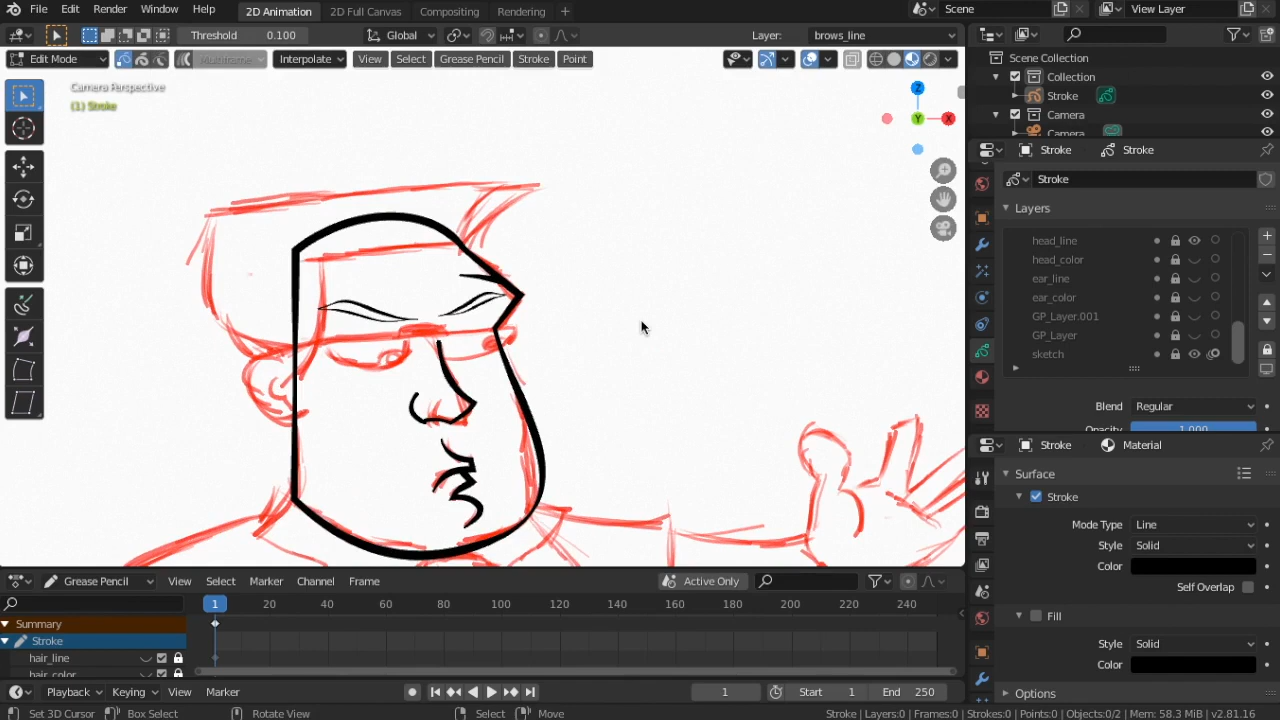 File Edit Render Window Help 2D Animation 2D Full Canvas Compositing Rendering + Scene View Layer
Threshold 0.100 Global Layer: brows_line
Edit Mode Multiframe Interpolate View Select Grease Pencil Stroke Point
Camera Perspective
(1) Stroke
Z
Y
X
Scene Collection
Collection
Stroke
Camera
Camera
Stroke Stroke
Stroke
Layers
head_line
head_color
ear_line
ear_color
GP_Layer.001
GP_Layer
sketch
Blend Regular
Opacity 1.000
Stroke Material
Surface
Stroke
Mode Type Line
Style Solid
Color
Self Overlap
Fill
Style Solid
Color
Options
Grease Pencil View Select Marker Channel Frame Active Only
1 20 40 60 80 100 120 140 160 180 200 220 240
Summary
Stroke
hair_line
hair_color
Playback Keying View Marker 1 Start 1 End 250
Set 3D Cursor Box Select Rotate View Select Move Stroke | Layers:0 | Frames:0 | Strokes:0 | Points:0 | Objects:0/2 | Mem: 58.3 MiB | v2.81.16